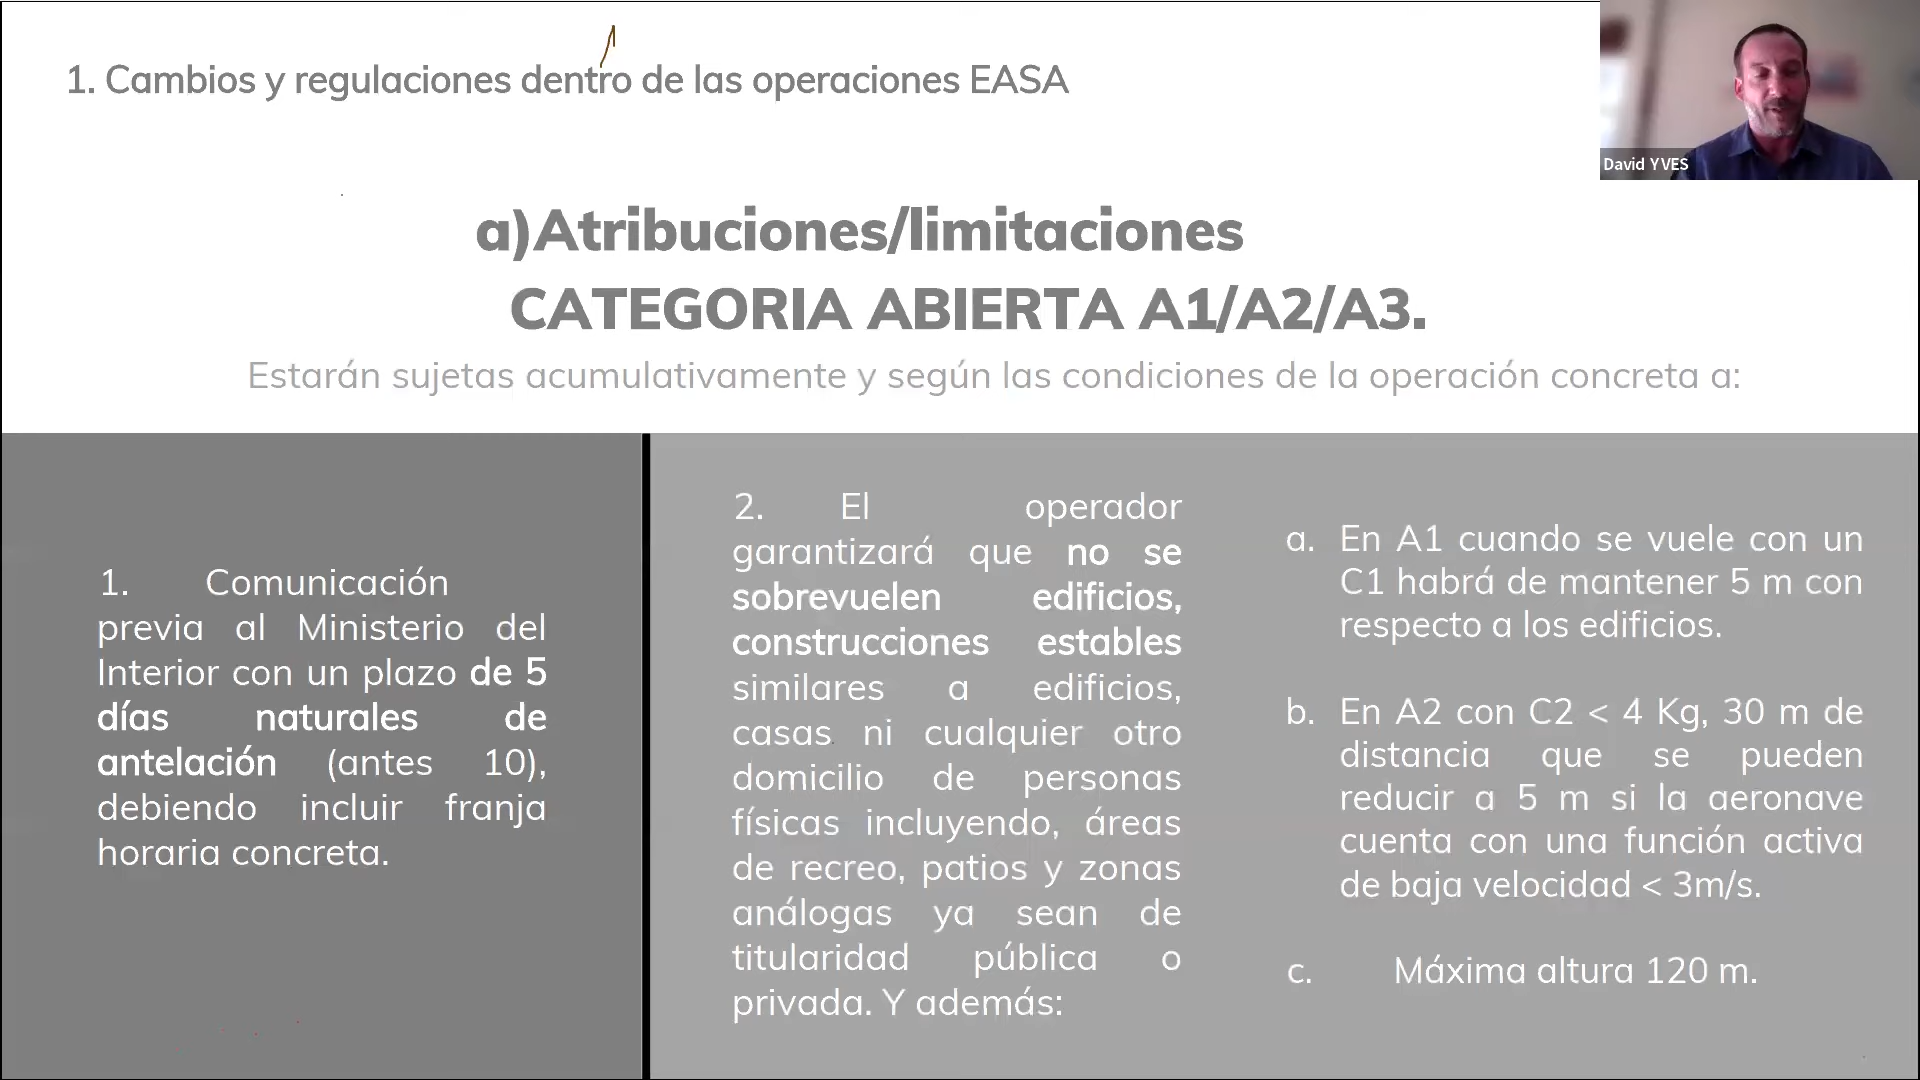 1. Cambios y regulaciones dentro de las operaciones EASA
David YVES
a)Atribuciones/limitaciones
CATEGORIA ABIERTA A1/A2/A3.
Estarán sujetas acumulativamente y según las condiciones de la operación concreta a:
1. Comunicación
previa al Ministerio del
Interior con un plazo de 5
días naturales de
antelación (antes 10),
debiendo incluir franja
horaria concreta.
2. El operador
garantizará que no se
sobrevuelen edificios,
construcciones estables
similares a edificios,
casas ni cualquier otro
domicilio de personas
físicas incluyendo, áreas
de recreo, patios y zonas
análogas ya sean de
titularidad pública o
privada. Y además:
a. En A1 cuando se vuele con un
C1 habrá de mantener 5 m con
respecto a los edificios.
b. En A2 con C2 < 4 Kg, 30 m de
distancia que se pueden
reducir a 5 m si la aeronave
cuenta con una función activa
de baja velocidad < 3m/s.
c. Máxima altura 120 m.